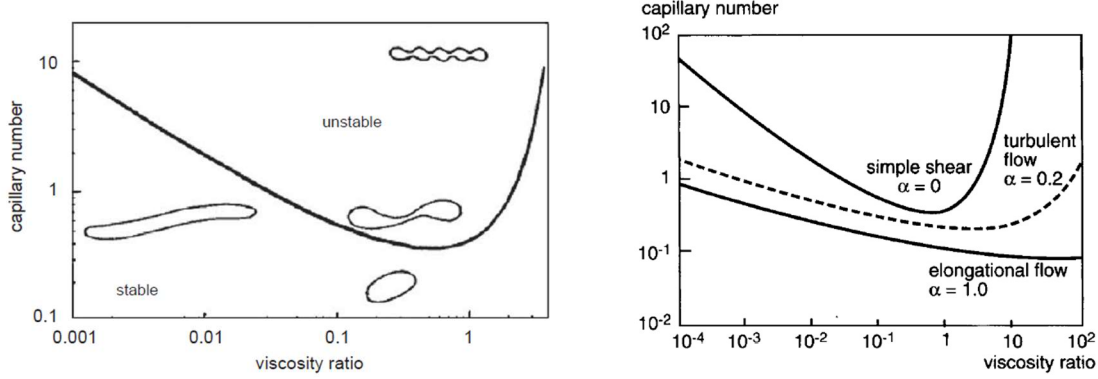 capillary number
10
1
0.1
unstable
stable
0.001
0.01
0.1
1
viscosity ratio
capillary number
10²
10
1
10⁻¹
10⁻²
simple shear
α = 0
turbulent
flow
α = 0.2
elongational flow
α = 1.0
10⁻⁴
10⁻³
10⁻²
10⁻¹
1
10
10²
viscosity ratio